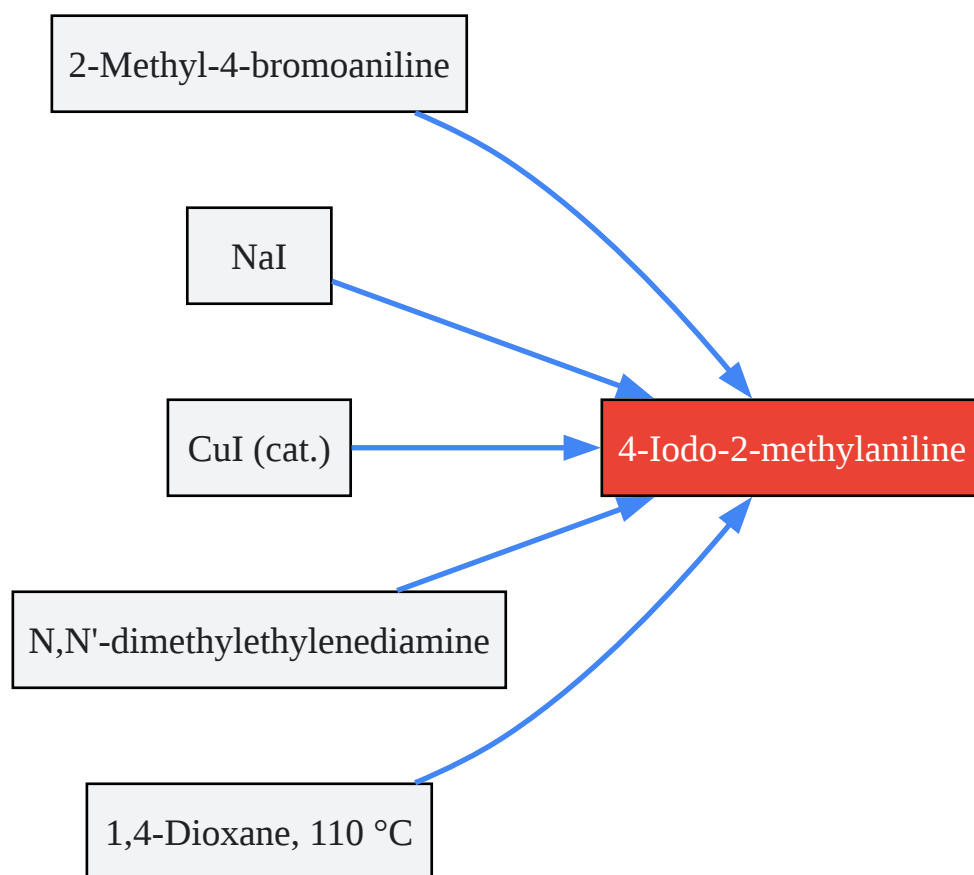 2-Methyl-4-bromoaniline
NaI
CuI (cat.)
4-Iodo-2-methylaniline
N,N'-dimethylethylenediamine
1,4-Dioxane, 110 °C